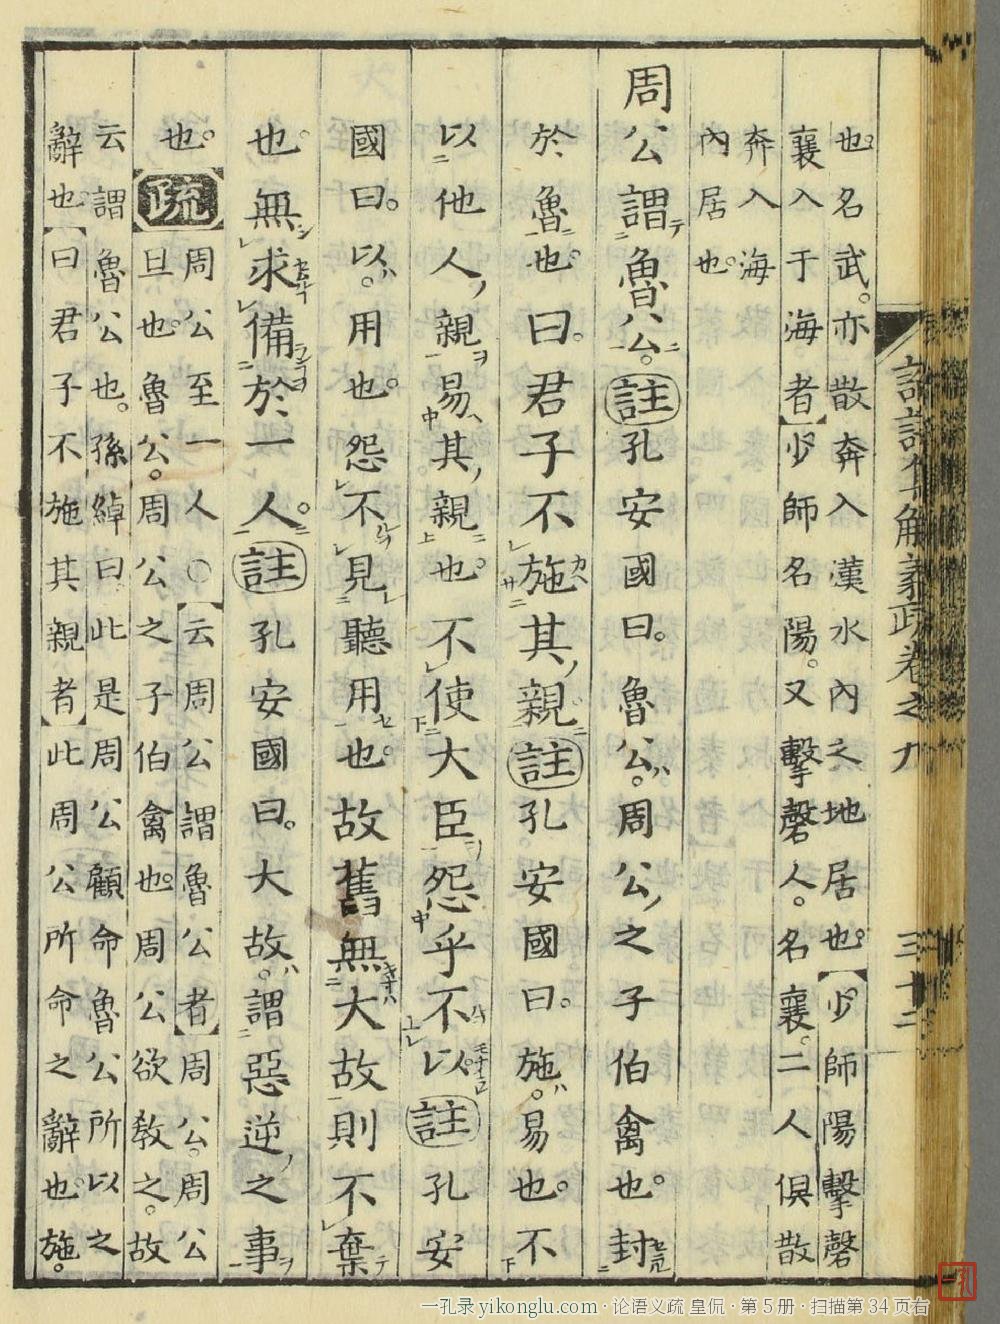 也名武。亦散奔入漢水內之地居也。【少師陽擊磬
襄入于海者】少師名陽。又擊磬人。名襄。二人俱散
奔入海
內居也。
周公謂魯公。註孔安國曰。魯公。周公之子伯禽也。封
於魯也。曰。君子不施其親註孔安國曰。施。易也。不
以他人親易其親也。不使大臣怨乎不以註孔安
國曰。以。用也。怨不見聽用也。故舊無大故則不棄
也。無求備於一人。註孔安國曰。大故。謂惡逆之事
也。疏
周公至一人○【云周公謂魯公者】周公。周公
旦也。魯公。周公之子伯禽也。周公欲教之。故
云謂魯公也。孫綽曰此是周公顧命魯公所以之
辭也。【曰君子不施其親者】此周公所命之辭也。施。
論語集解義疏卷之九
三十二
一孔录 yikonglu.com · 论语义疏 皇侃 · 第 5 册 · 扫描第 34 页右